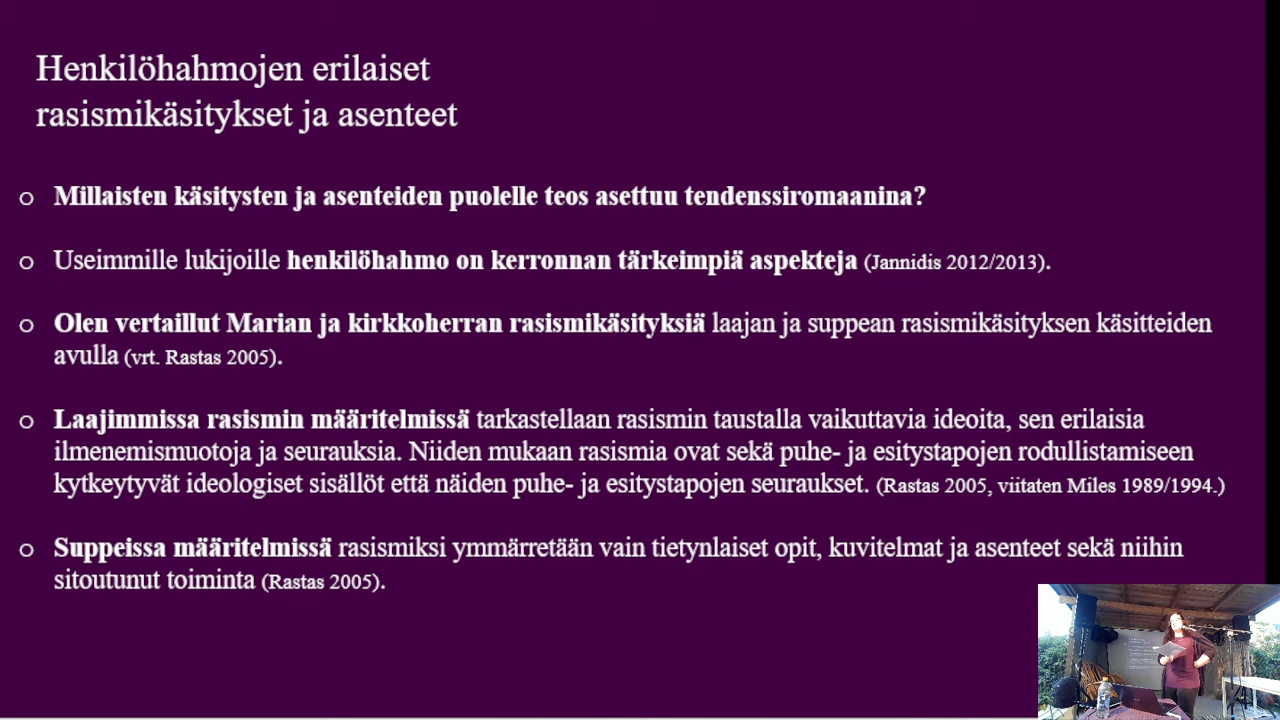 Henkilöhahmojen erilaiset
rasismikäsitykset ja asenteet
o Millaisten käsitysten ja asenteiden puolelle teos asettuu tendenssiromaanina?
o Useimmille lukijoille henkilöhahmo on kerronnan tärkeimpiä aspekteja (Jannidis 2012/2013).
o Olen vertaillut Marian ja kirkkoherran rasismikäsityksiä laajan ja suppean rasismikäsityksen käsitteiden
avulla (vrt. Rastas 2005).
o Laajimmissa rasismin määritelmissä tarkastellaan rasismin taustalla vaikuttavia ideoita, sen erilaisia
ilmenemismuotoja ja seurauksia. Niiden mukaan rasismia ovat sekä puhe- ja esitystapojen rodullistamiseen
kytkeytyvät ideologiset sisällöt että näiden puhe- ja esitystapojen seuraukset. (Rastas 2005, viitaten Miles 1989/1994.)
o Suppeissa määritelmissä rasismiksi ymmärretään vain tietynlaiset opit, kuvitelmat ja asenteet sekä niihin
sitoutunut toiminta (Rastas 2005).